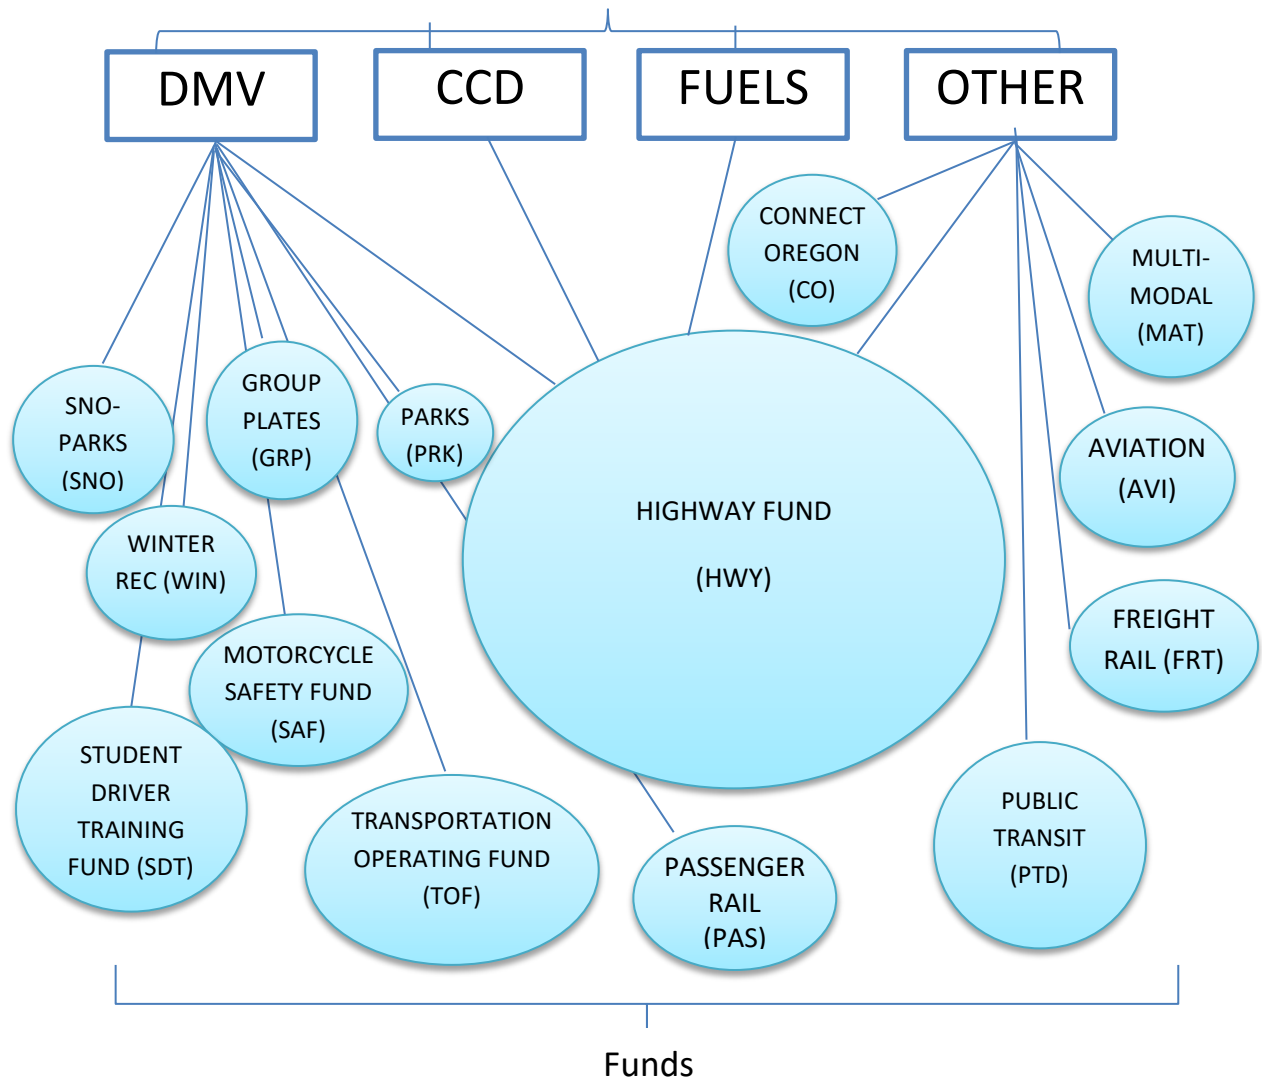 DMV
CCD
FUELS
OTHER
CONNECT
OREGON
(CO)
MULTI-
MODAL
(MAT)
SNO-
PARKS
(SNO)
GROUP
PLATES
(GRP)
PARKS
(PRK)
AVIATION
(AVI)
HIGHWAY FUND
(HWY)
WINTER
REC (WIN)
FREIGHT
RAIL (FRT)
MOTORCYCLE
SAFETY FUND
(SAF)
STUDENT
DRIVER
TRAINING
FUND (SDT)
TRANSPORTATION
OPERATING FUND
(TOF)
PASSENGER
RAIL
(PAS)
PUBLIC
TRANSIT
(PTD)
Funds